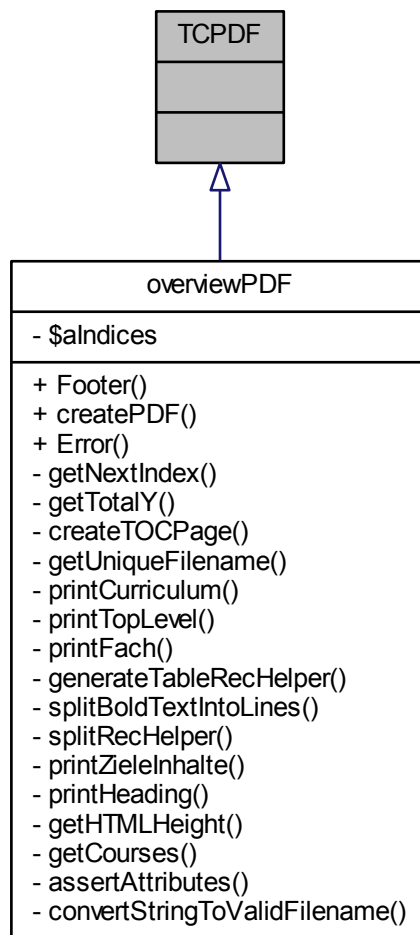 TCPDF
overviewPDF
- $aIndices
+ Footer()
+ createPDF()
+ Error()
- getNextIndex()
- getTotalY()
- createTOCPage()
- getUniqueFilename()
- printCurriculum()
- printTopLevel()
- printFach()
- generateTableRecHelper()
- splitBoldTextIntoLines()
- splitRecHelper()
- printZieleInhalte()
- printHeading()
- getHTMLHeight()
- getCourses()
- assertAttributes()
- convertStringToValidFilename()